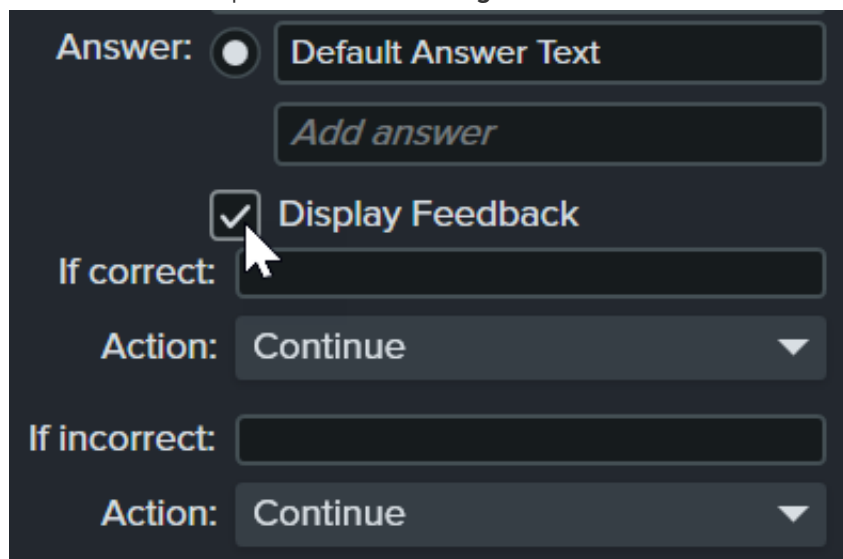 Answer: Default Answer Text
Add answer
Display Feedback
If correct:
Action: Continue
If incorrect:
Action: Continue